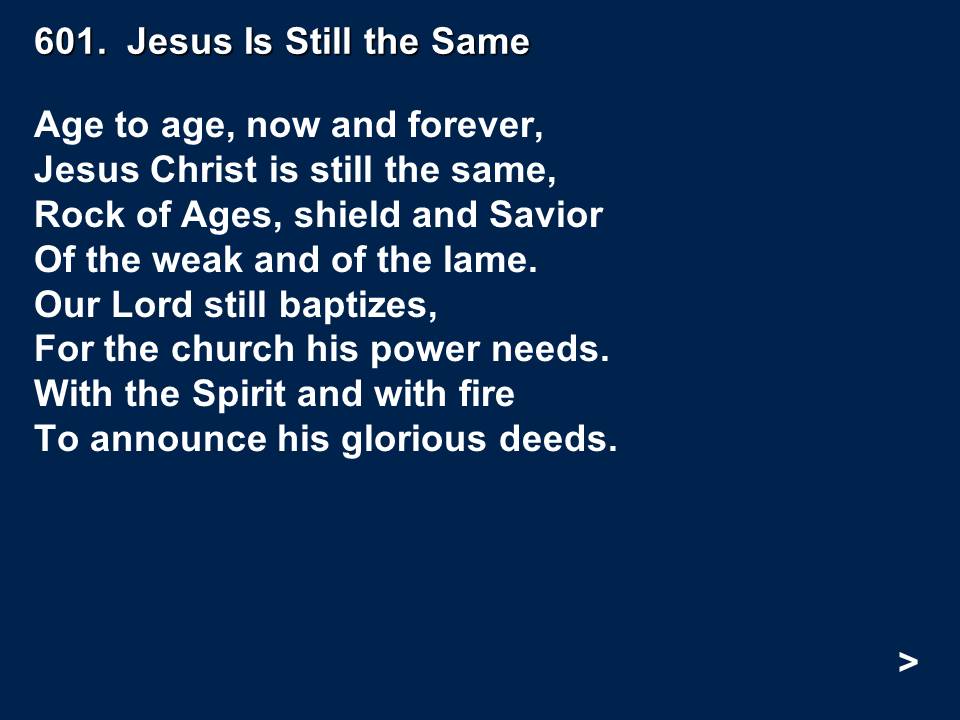 601.  Jesus Is Still the Same
Age to age, now and forever,
Jesus Christ is still the same,
Rock of Ages, shield and Savior
Of the weak and of the lame.
Our Lord still baptizes,
For the church his power needs.
With the Spirit and with fire
To announce his glorious deeds.
>